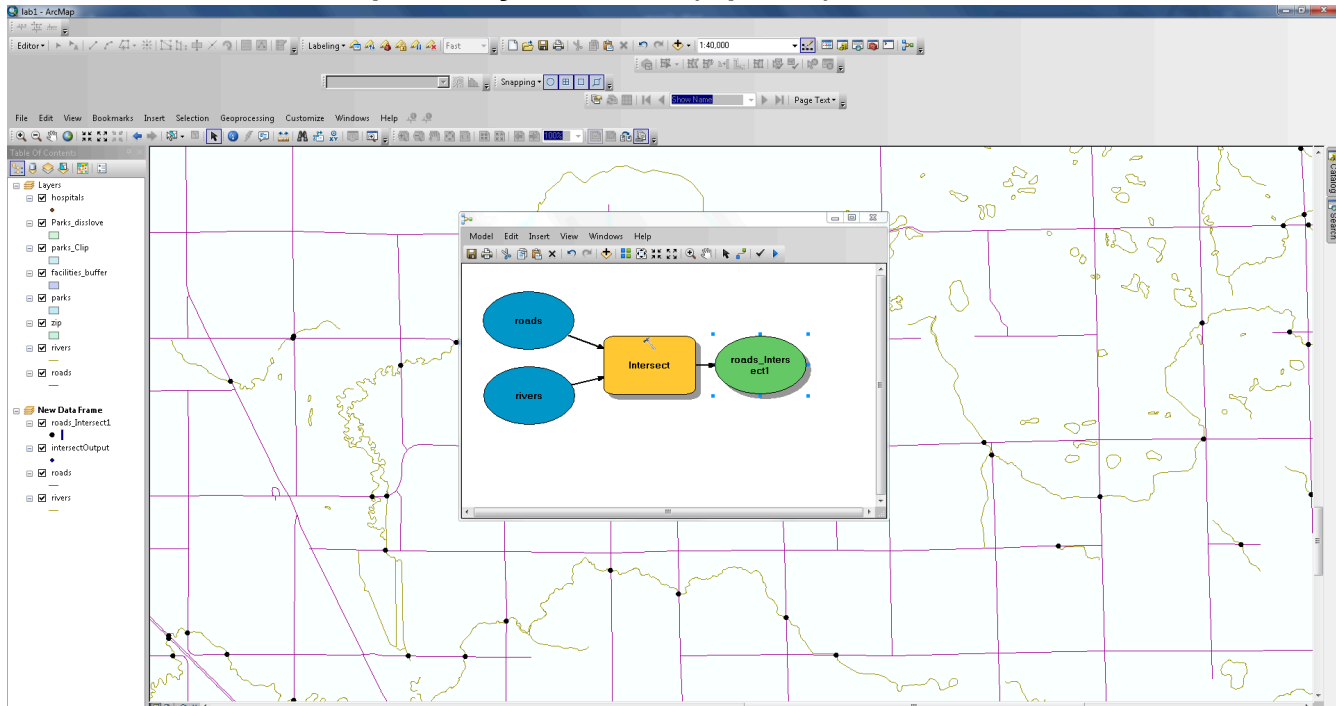 lab1 - ArcMap
Editor
Labeling
Fast
1:40,000
Snapping
Show Name
Page Text
File Edit View Bookmarks Insert Selection Geoprocessing Customize Windows Help
100%
Table Of Contents
Layers
hospitals
Parks_disslove
parks_Clip
facilities_buffer
parks
zip
rivers
roads
New Data Frame
roads_Intersect1
intersectOutput
roads
rivers
Model Edit Insert View Windows Help
roads
rivers
Intersect
roads_Inters
ect1
Catalog
Search